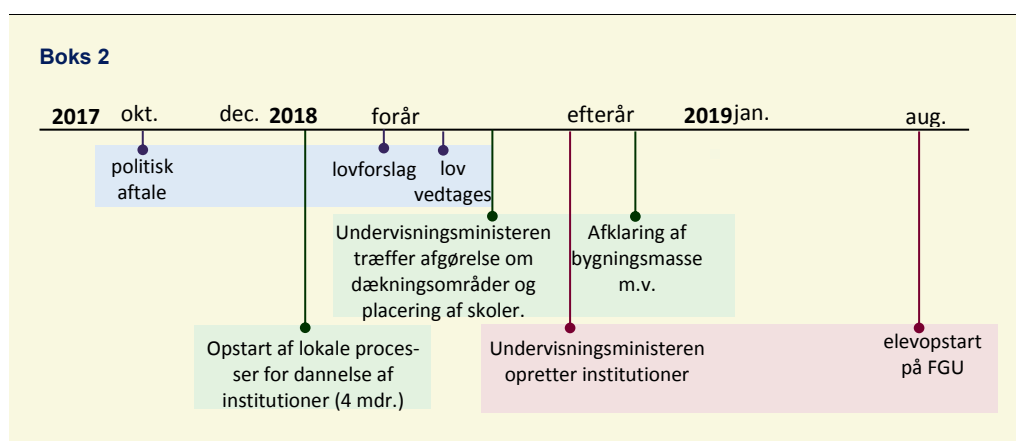 Boks 2
2017 okt. dec. 2018 forår efterår 2019 jan. aug.
politisk
aftale
lovforslag
lov
vedtages
Undervisningsministeren
træffer afgørelse om
dækningsområder og
placering af skoler.
Afklaring af
bygningsmasse
m.v.
Opstart af lokale proces-
ser for dannelse af
institutioner (4 mdr.)
Undervisningsministeren
opretter institutioner
elevopstart
på FGU